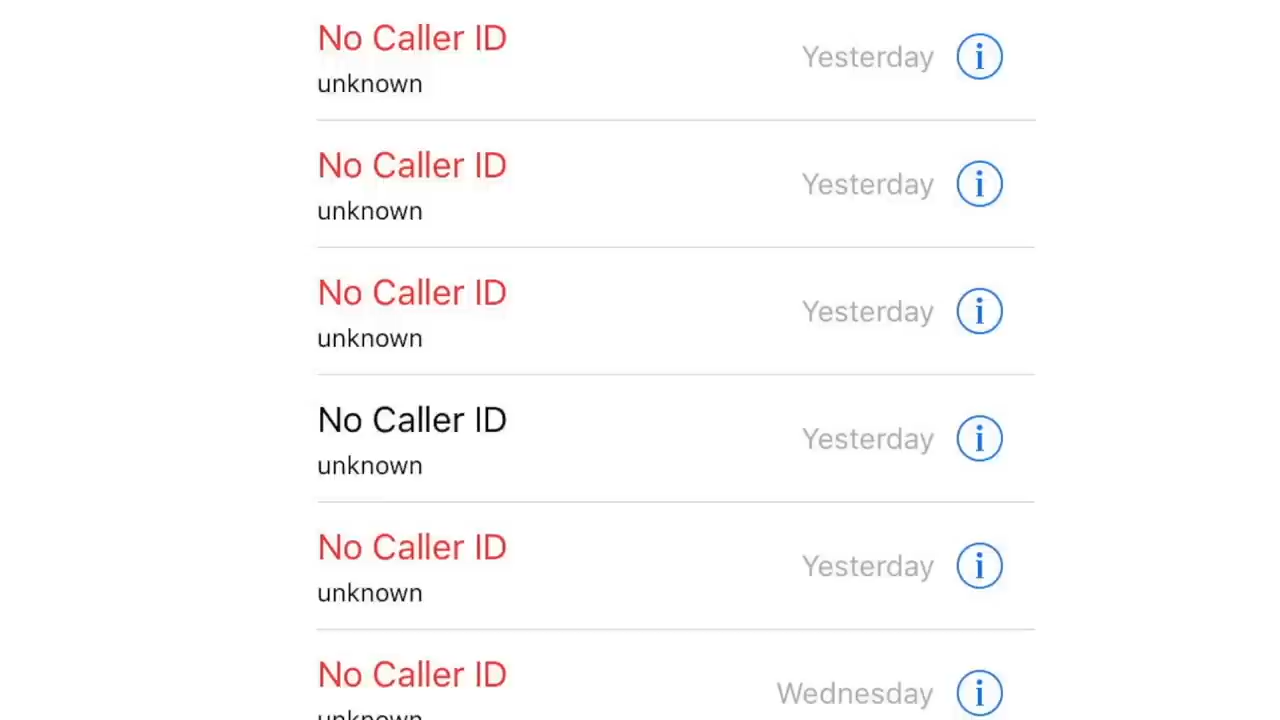 No Caller ID
unknown
Yesterday
i
No Caller ID
unknown
Yesterday
i
No Caller ID
unknown
Yesterday
i
No Caller ID
unknown
Yesterday
i
No Caller ID
unknown
Yesterday
i
No Caller ID
unknown
Wednesday
i